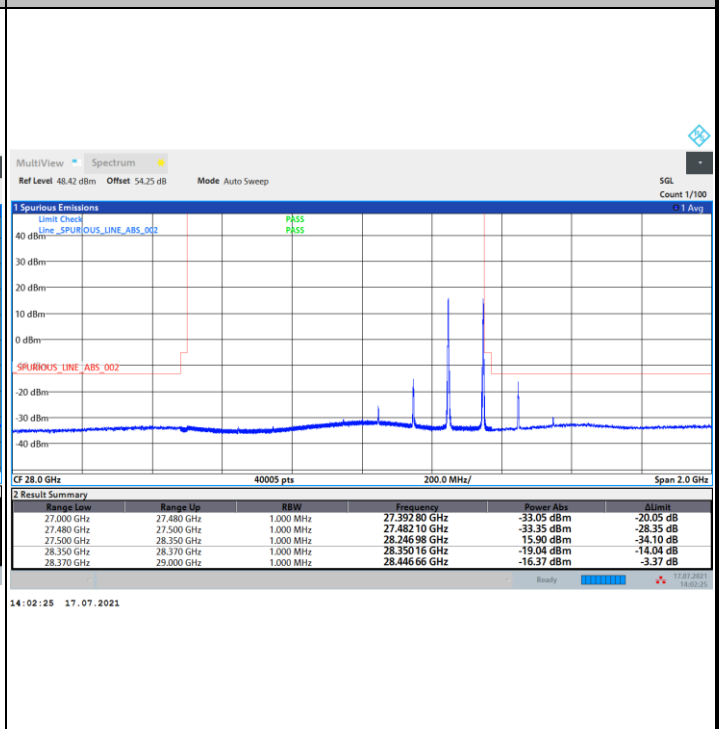 MultiView Spectrum
Ref Level 48.42 dBm Offset 54.25 dB Mode Auto Sweep SGL
Count 1/100
1 Spurious Emissions 1 Avg
Limit Check PASS
Line _SPURIOUS_LINE_ABS_002 PASS
40 dBm
30 dBm
20 dBm
10 dBm
0 dBm
_SPURIOUS_LINE_ABS_002
-20 dBm
-30 dBm
-40 dBm
CF 28.0 GHz 40005 pts 200.0 MHz/ Span 2.0 GHz
2 Result Summary
Range Low Range Up RBW Frequency Power Abs ΔLimit
27.000 GHz 27.480 GHz 1.000 MHz 27.392 80 GHz -33.05 dBm -20.05 dB
27.480 GHz 27.500 GHz 1.000 MHz 27.482 10 GHz -33.35 dBm -28.35 dB
27.500 GHz 28.350 GHz 1.000 MHz 28.246 98 GHz 15.90 dBm -34.10 dB
28.350 GHz 28.370 GHz 1.000 MHz 28.350 16 GHz -19.04 dBm -14.04 dB
28.370 GHz 29.000 GHz 1.000 MHz 28.446 66 GHz -16.37 dBm -3.37 dB
Ready 17.07.2021
14:02:25
14:02:25 17.07.2021